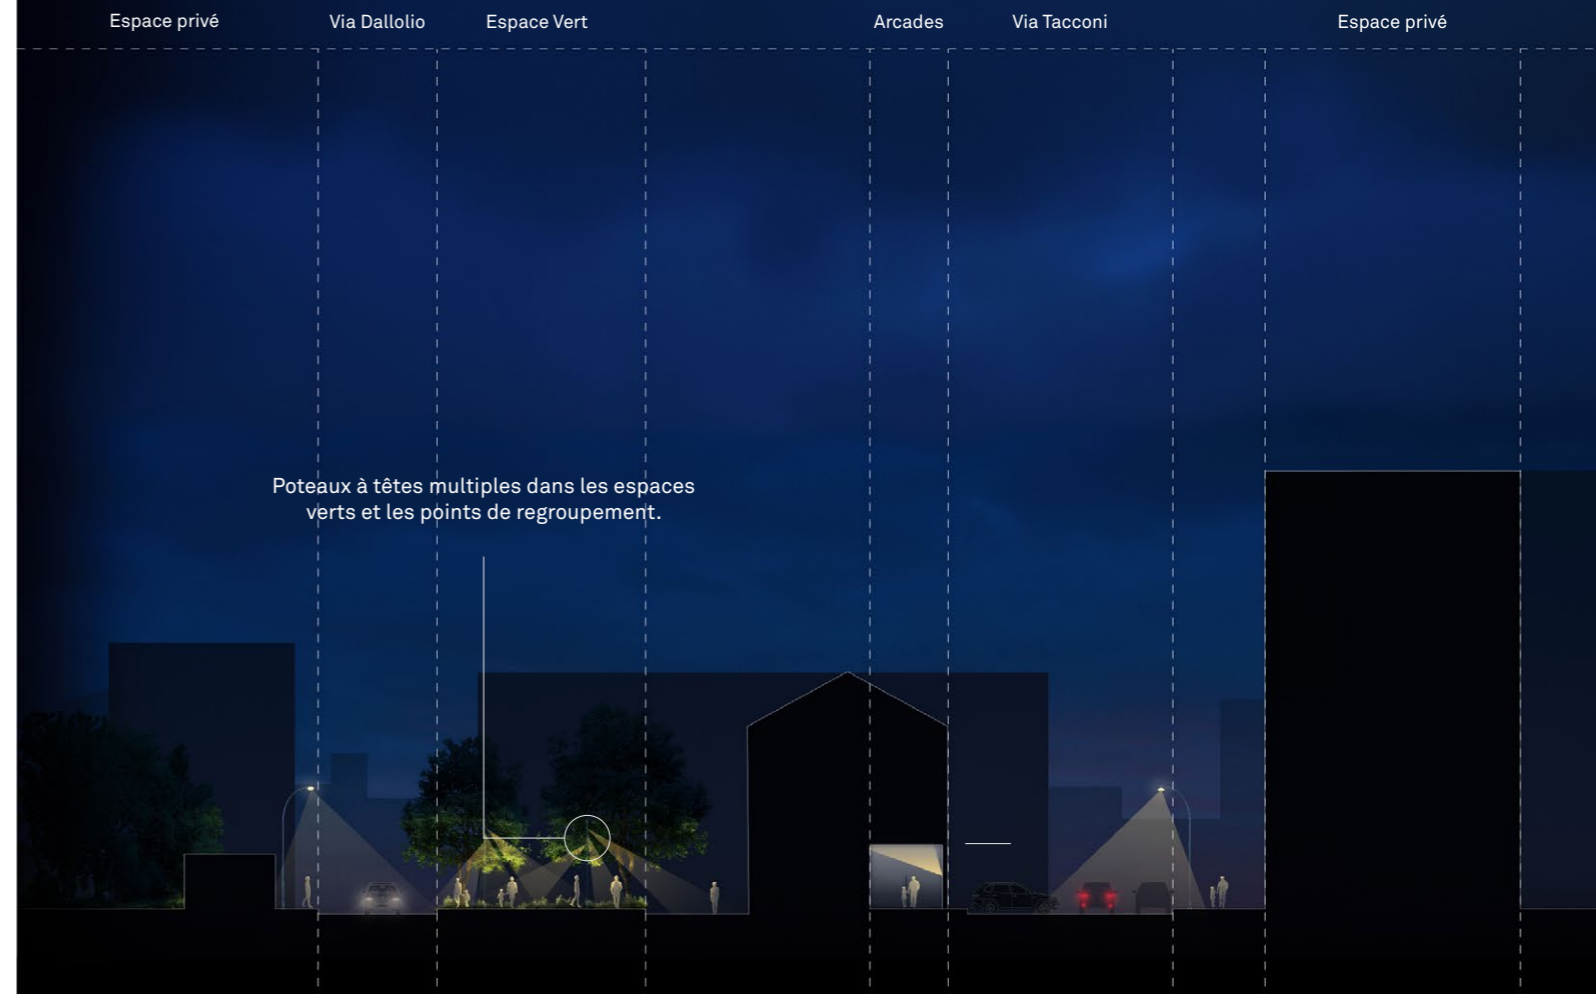 Espace privé
Via Dallolio
Espace Vert
Arcades
Via Tacconi
Espace privé
Poteaux à têtes multiples dans les espaces
verts et les points de regroupement.